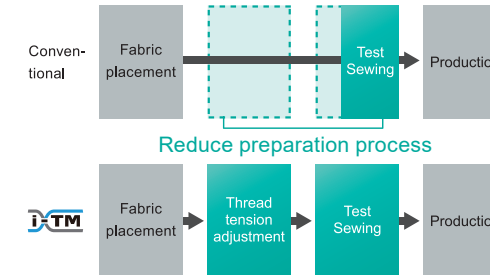 Conven-
tional
Fabric
placement
Test
Sewing
Productio
Reduce preparation process
i-TM
Fabric
placement
Thread
tension
adjustment
Test
Sewing
Productio